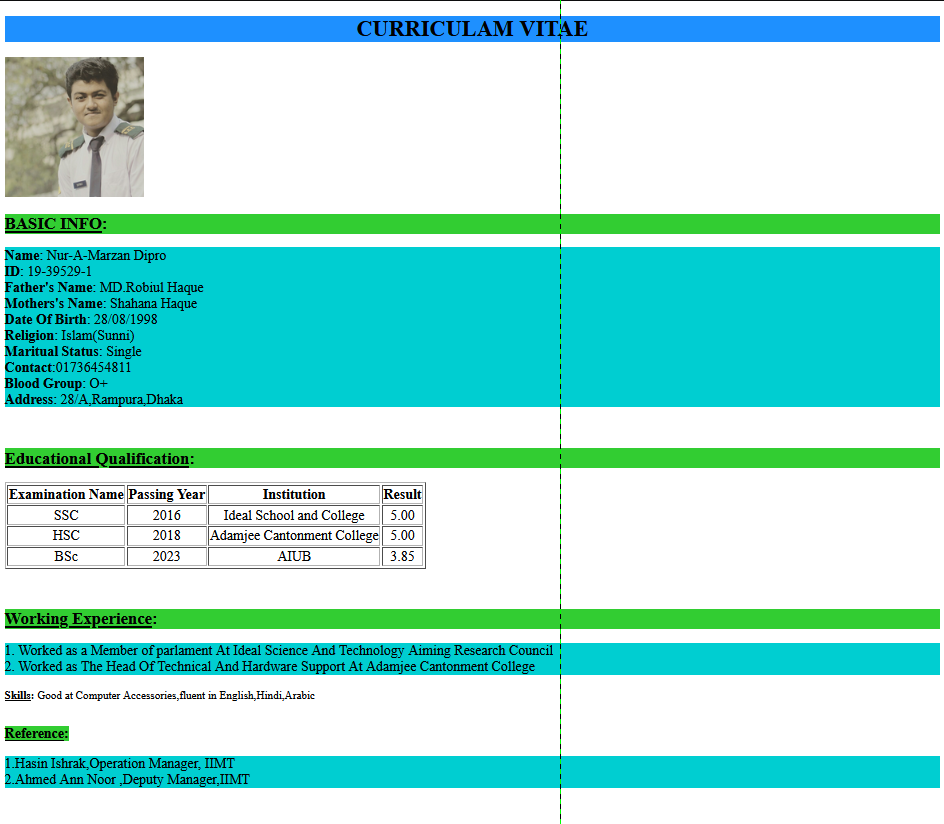 CURRICULAM VITAE
BASIC INFO:
Name: Nur-A-Marzan Dipro
ID: 19-39529-1
Father's Name: MD.Robiul Haque
Mothers's Name: Shahana Haque
Date Of Birth: 28/08/1998
Religion: Islam(Sunni)
Maritual Status: Single
Contact:01736454811
Blood Group: O+
Address: 28/A,Rampura,Dhaka
Educational Qualification:
Examination Name Passing Year Institution Result
SSC 2016 Ideal School and College 5.00
HSC 2018 Adamjee Cantonment College 5.00
BSc 2023 AIUB 3.85
Working Experience:
1. Worked as a Member of parlament At Ideal Science And Technology Aiming Research Council
2. Worked as The Head Of Technical And Hardware Support At Adamjee Cantonment College
Skills: Good at Computer Accessories,fluent in English,Hindi,Arabic
Reference:
1.Hasin Ishrak,Operation Manager, IIMT
2.Ahmed Ann Noor ,Deputy Manager,IIMT